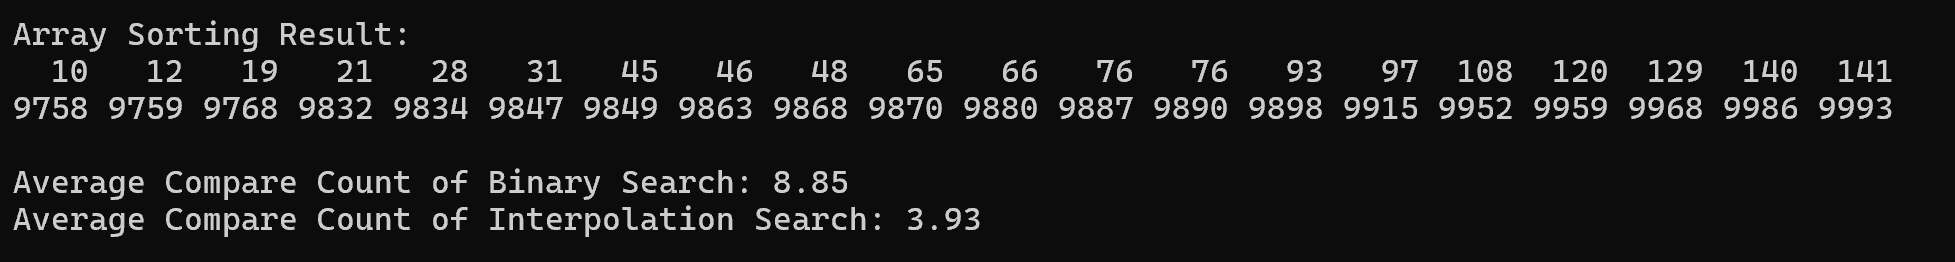 Array Sorting Result:
10 12 19 21 28 31 45 46 48 65 66 76 76 93 97 108 120 129 140 141
9758 9759 9768 9832 9834 9847 9849 9863 9868 9870 9880 9887 9890 9898 9915 9952 9959 9968 9986 9993
Average Compare Count of Binary Search: 8.85
Average Compare Count of Interpolation Search: 3.93